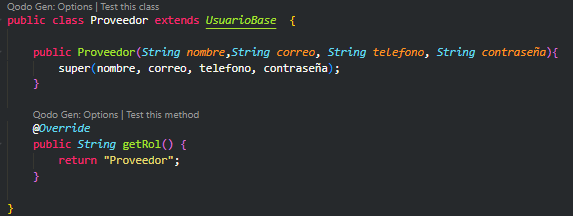 Qodo Gen: Options | Test this class
public class Proveedor extends UsuarioBase  {
public Proveedor(String nombre,String correo, String telefono, String contraseña){
super(nombre, correo, telefono, contraseña);
}
Qodo Gen: Options | Test this method
@Override
public String getRol() {
return "Proveedor";
}
}